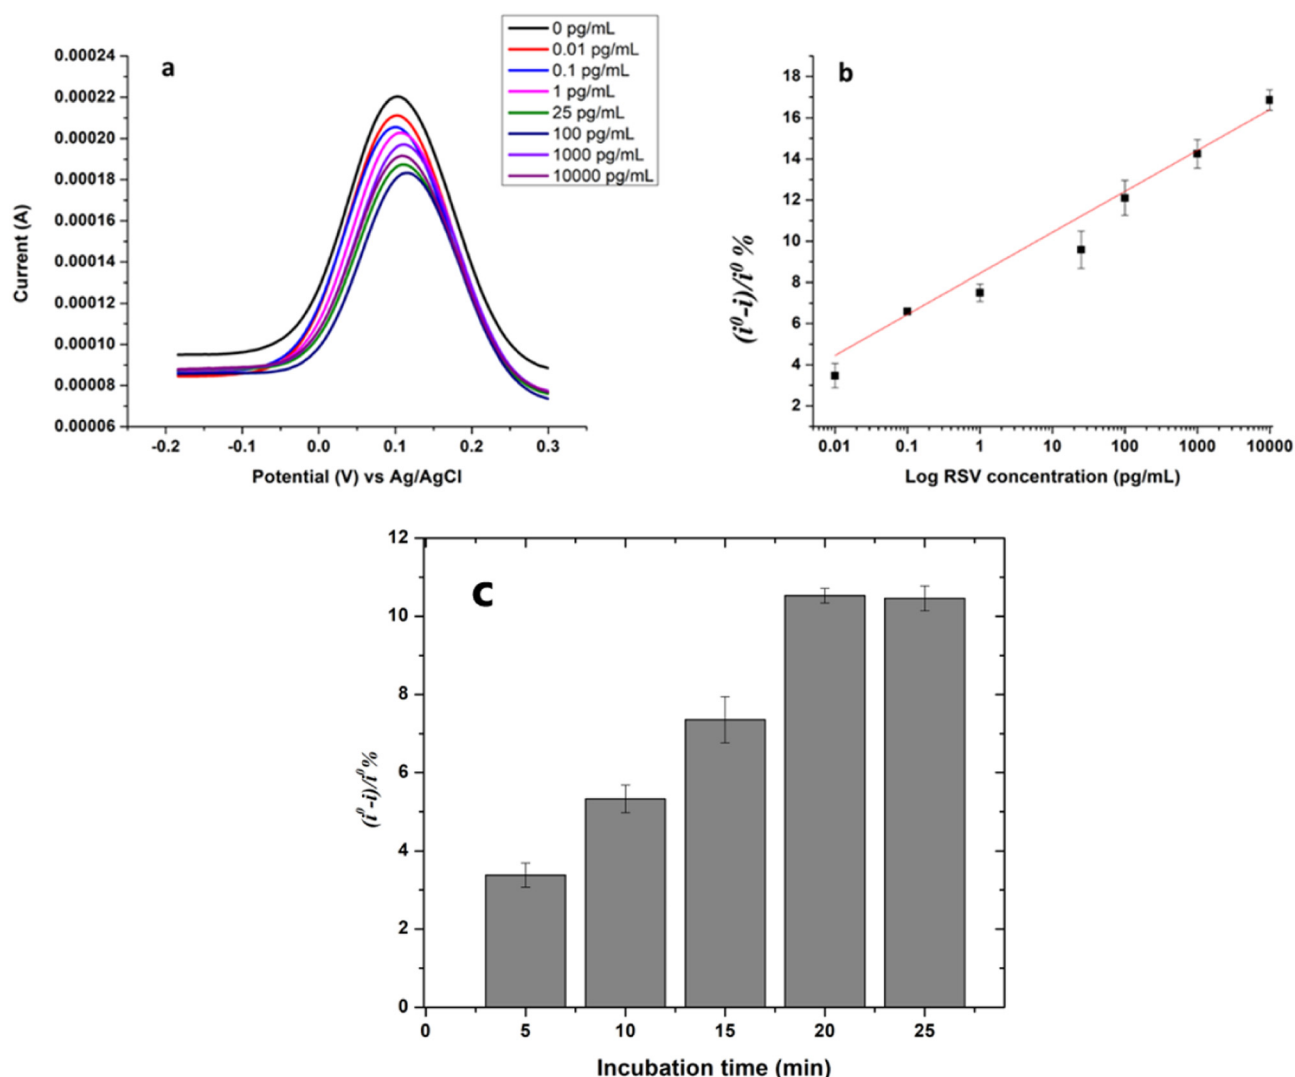 a
0 pg/mL
0.01 pg/mL
0.1 pg/mL
1 pg/mL
25 pg/mL
100 pg/mL
1000 pg/mL
10000 pg/mL
0.00024
0.00022
0.00020
0.00018
0.00016
0.00014
0.00012
0.00010
0.00008
0.00006
Current (A)
-0.2 -0.1 0.0 0.1 0.2 0.3
Potential (V) vs Ag/AgCl
b
18
16
14
12
10
8
6
4
2
(i⁰-i)/i⁰ %
0.01 0.1 1 10 100 1000 10000
Log RSV concentration (pg/mL)
c
12
10
8
6
4
2
0
(i⁰-i)/i⁰%
0 5 10 15 20 25
Incubation time (min)